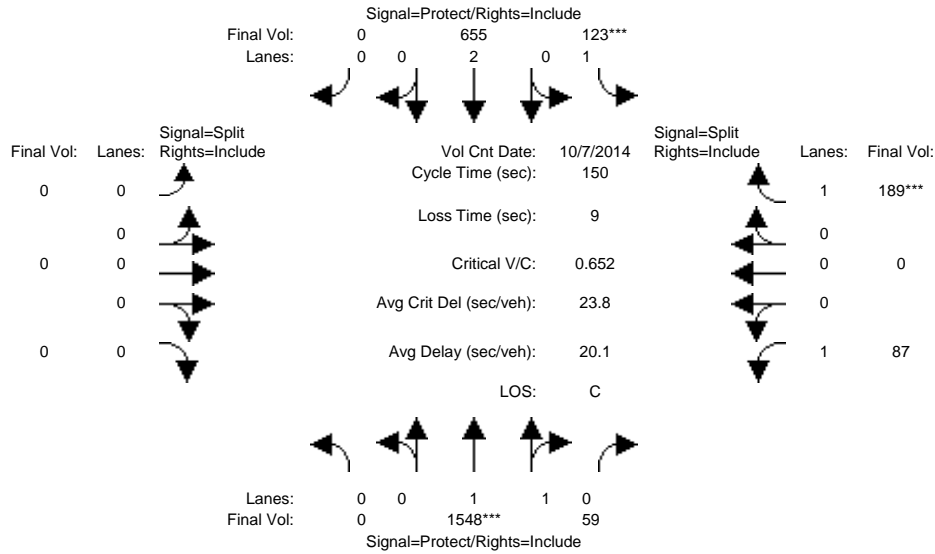 Signal=Protect/Rights=Include
Final Vol: 0 655 123***
Lanes: 0 0 2 0 1
Signal=Split
Final Vol: Lanes: Rights=Include
Vol Cnt Date: 10/7/2014
Signal=Split
Rights=Include Lanes: Final Vol:
Cycle Time (sec): 150
0 0
1 189***
Loss Time (sec): 9
0
0
0 0
Critical V/C: 0.652
0 0
0
Avg Crit Del (sec/veh): 23.8
0
0 0
Avg Delay (sec/veh): 20.1
1 87
LOS: C
Lanes: 0 0 1 1 0
Final Vol: 0 1548*** 59
Signal=Protect/Rights=Include